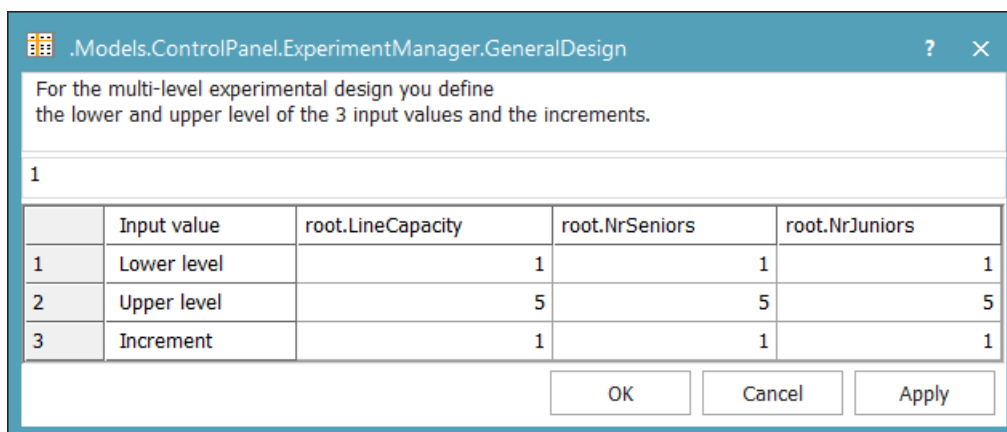 .Models.ControlPanel.ExperimentManager.GeneralDesign ? ×
For the multi-level experimental design you define
the lower and upper level of the 3 input values and the increments.
1
Input value root.LineCapacity root.NrSeniors root.NrJuniors
1 Lower level 1 1 1
2 Upper level 5 5 5
3 Increment 1 1 1
OK Cancel Apply